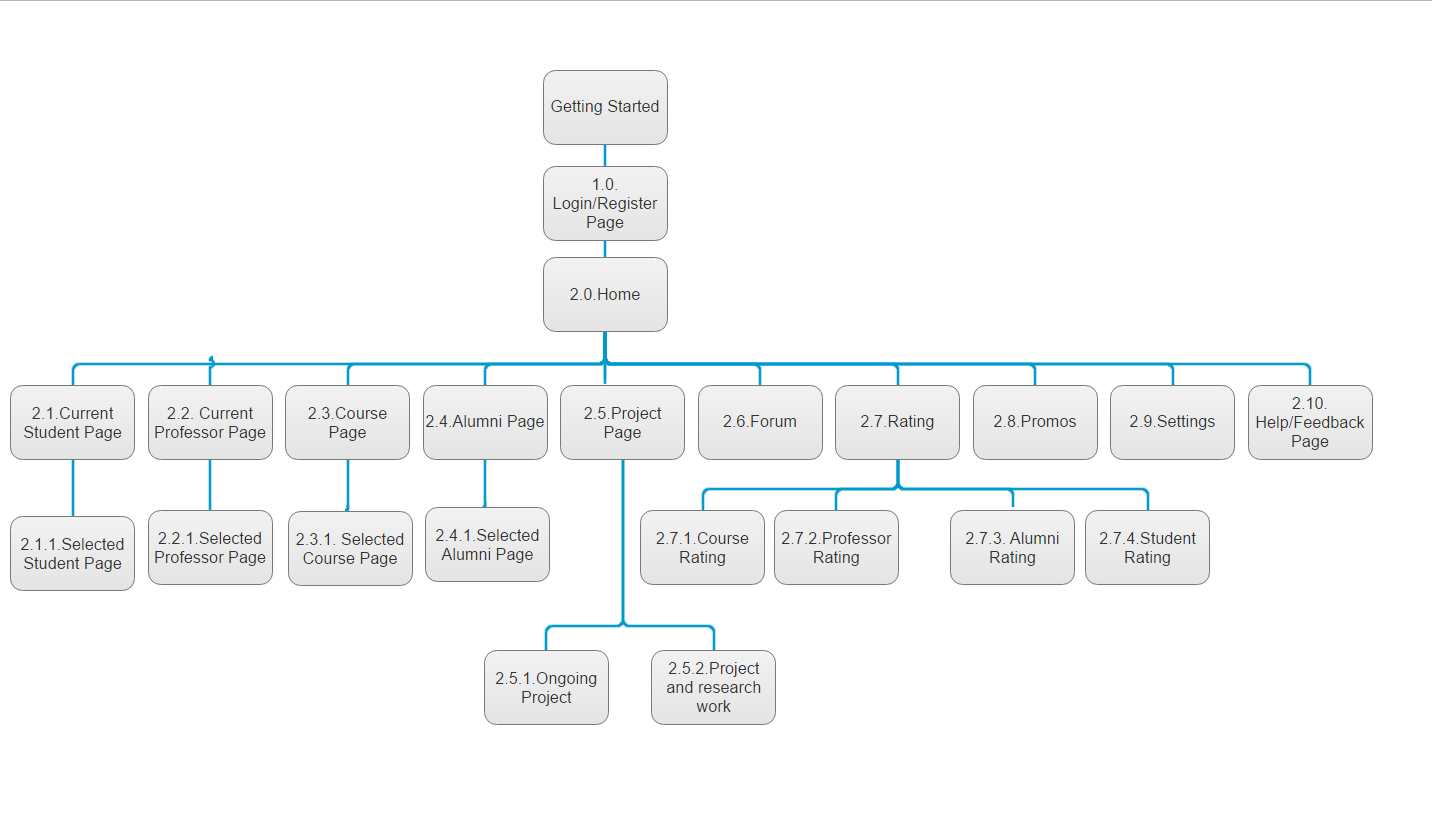 Getting Started
1.0.
Login/Register
Page
2.0.Home
2.1.Current
Student Page
2.2. Current
Professor Page
2.3.Course
Page
2.4.Alumni Page
2.5.Project
Page
2.6.Forum
2.7.Rating
2.8.Promos
2.9.Settings
2.10.
Help/Feedback
Page
2.1.1.Selected
Student Page
2.2.1.Selected
Professor Page
2.3.1. Selected
Course Page
2.4.1.Selected
Alumni Page
2.7.1.Course
Rating
2.7.2.Professor
Rating
2.7.3. Alumni
Rating
2.7.4.Student
Rating
2.5.1.Ongoing
Project
2.5.2.Project
and research
work